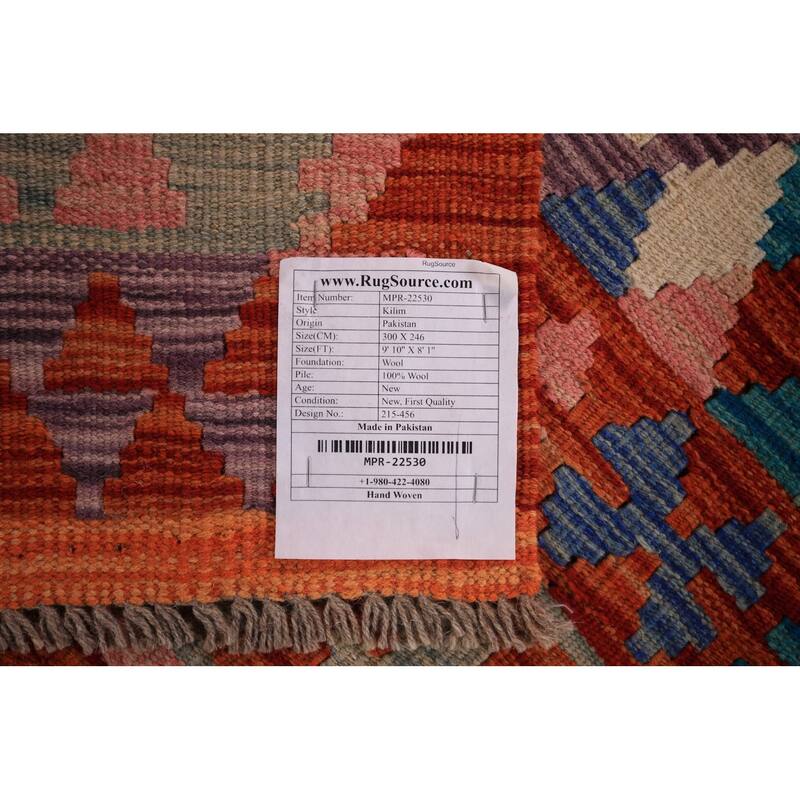 RugSource
www.RugSource.com
Item Number: MPR-22530
Style Kilim
Origin Pakistan
Size(CM): 300 X 246
Size(FT): 9' 10" X 8' 1"
Foundation: Wool
Pile: 100% Wool
Age: New
Condition: New, First Quality
Design No.: 215-456
Made in Pakistan
MPR-22530
+1-980-422-4080
Hand Woven